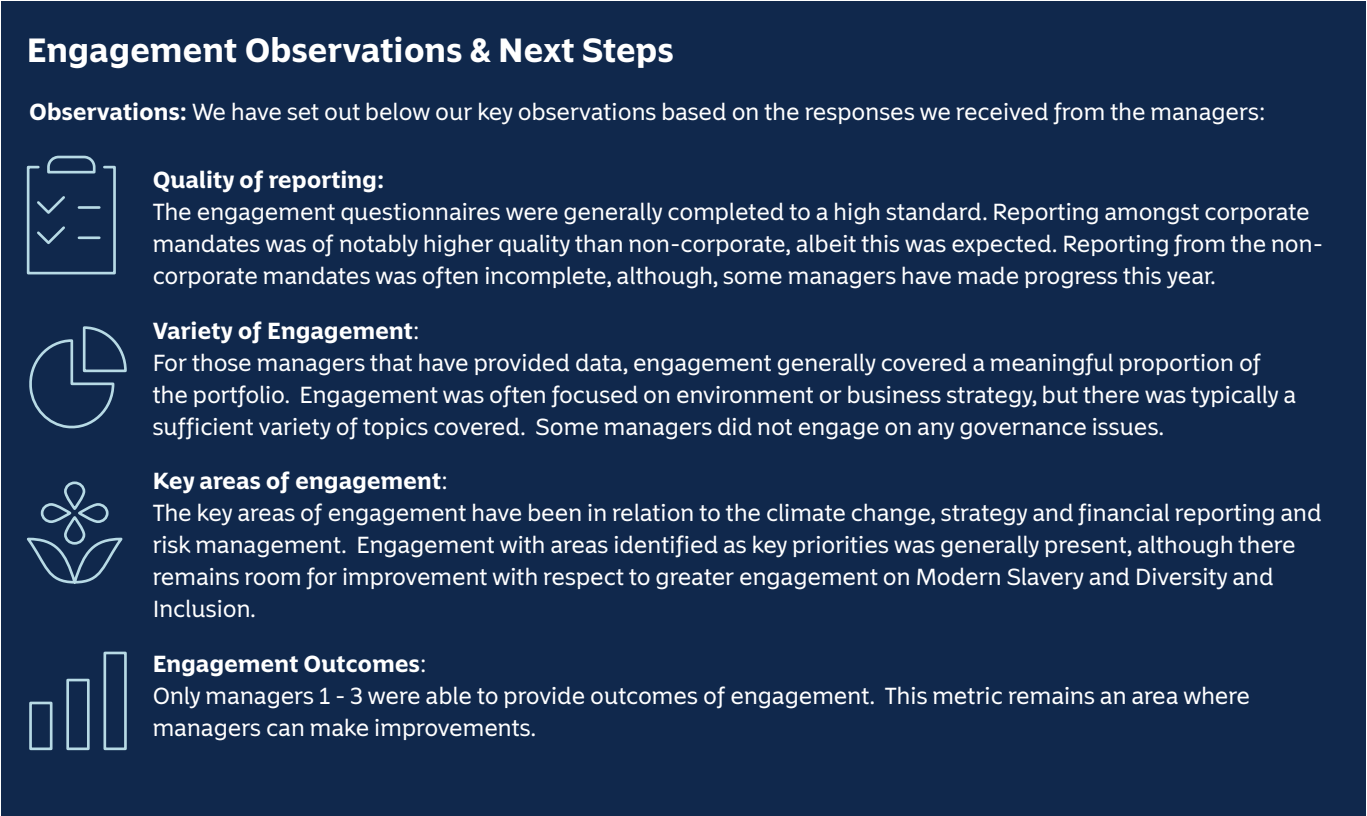 Engagement Observations & Next Steps
Observations: We have set out below our key observations based on the responses we received from the managers:
Quality of reporting:
The engagement questionnaires were generally completed to a high standard. Reporting amongst corporate
mandates was of notably higher quality than non-corporate, albeit this was expected. Reporting from the non-
corporate mandates was often incomplete, although, some managers have made progress this year.
Variety of Engagement:
For those managers that have provided data, engagement generally covered a meaningful proportion of
the portfolio.  Engagement was often focused on environment or business strategy, but there was typically a
sufficient variety of topics covered.  Some managers did not engage on any governance issues.
Key areas of engagement:
The key areas of engagement have been in relation to the climate change, strategy and financial reporting and
risk management.  Engagement with areas identified as key priorities was generally present, although there
remains room for improvement with respect to greater engagement on Modern Slavery and Diversity and
Inclusion.
Engagement Outcomes:
Only managers 1 - 3 were able to provide outcomes of engagement.  This metric remains an area where
managers can make improvements.